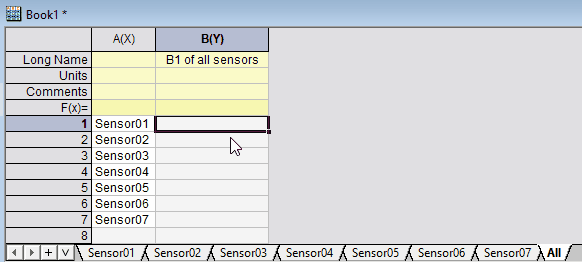 Book1 *
A(X) B(Y)
Long Name B1 of all sensors
Units
Comments
F(x)=
1 Sensor01
2 Sensor02
3 Sensor03
4 Sensor04
5 Sensor05
6 Sensor06
7 Sensor07
8
Sensor01 Sensor02 Sensor03 Sensor04 Sensor05 Sensor06 Sensor07 All